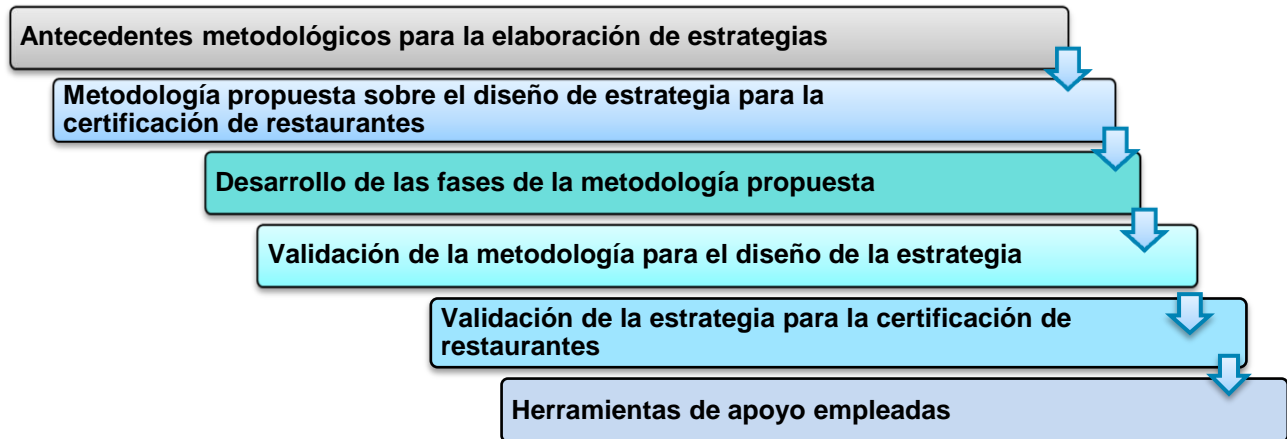 Antecedentes metodológicos para la elaboración de estrategias
Metodología propuesta sobre el diseño de estrategia para la
certificación de restaurantes
Desarrollo de las fases de la metodología propuesta
Validación de la metodología para el diseño de la estrategia
Validación de la estrategia para la certificación de
restaurantes
Herramientas de apoyo empleadas